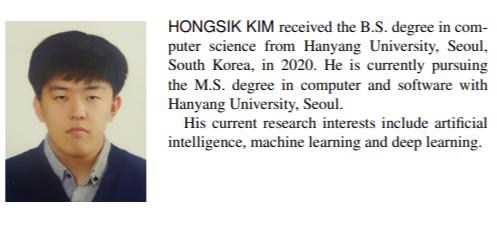 HONGSIK KIM received the B.S. degree in com-
puter science from Hanyang University, Seoul,
South Korea, in 2020. He is currently pursuing
the M.S. degree in computer and software with
Hanyang University, Seoul.
His current research interests include artificial
intelligence, machine learning and deep learning.